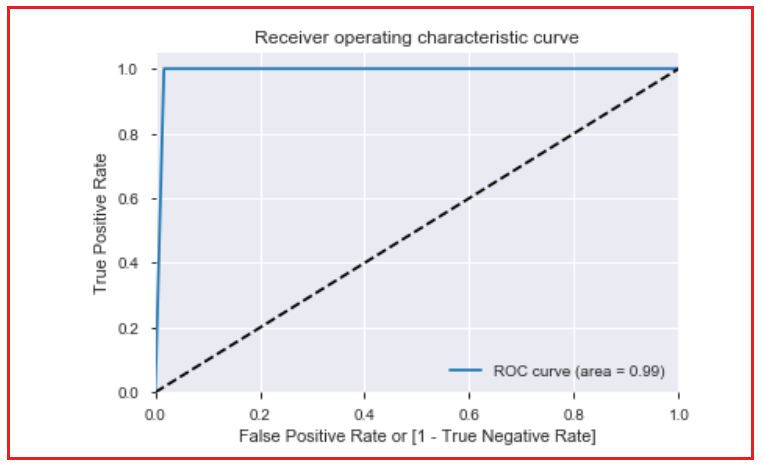 Receiver operating characteristic curve
1.0
0.8
0.6
0.4
0.2
0.0
True Positive Rate
ROC curve (area = 0.99)
0.0 0.2 0.4 0.6 0.8 1.0
False Positive Rate or [1 - True Negative Rate]